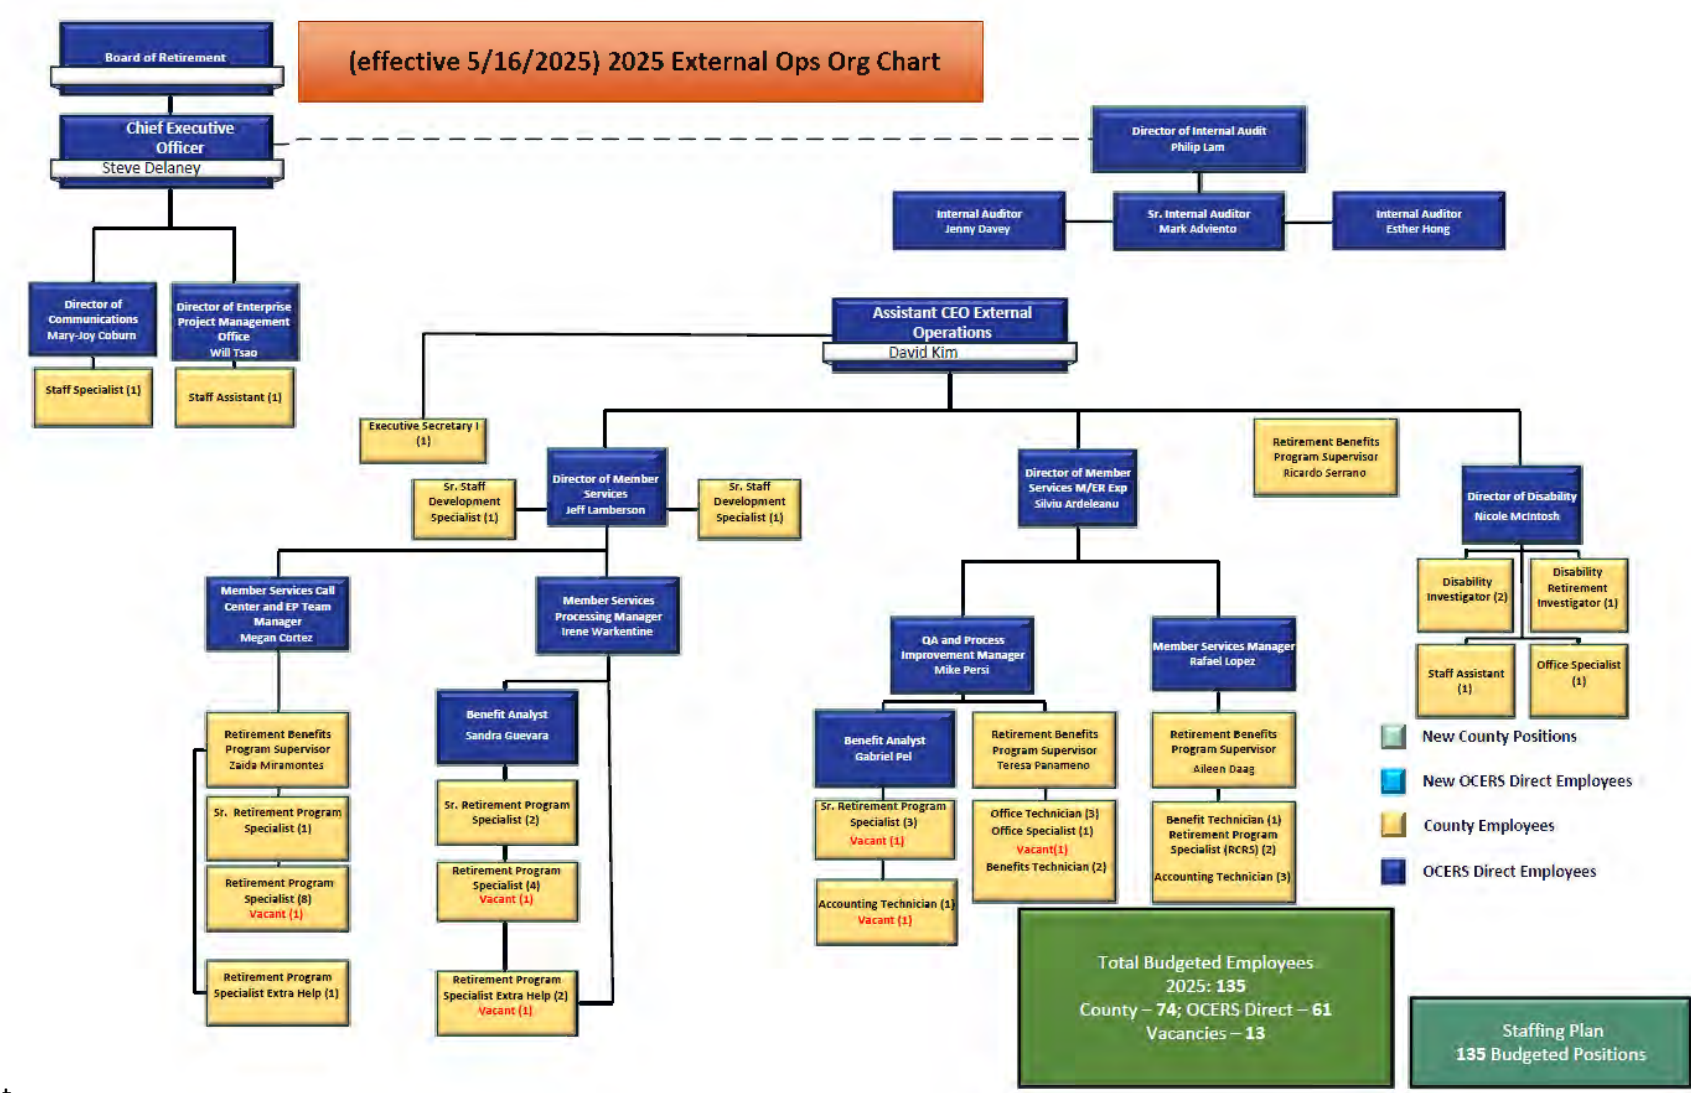 (effective 5/16/2025) 2025 External Ops Org Chart
Board of Retirement
Chief Executive
Officer
Steve Delaney
Director of Internal Audit
Philip Lam
Internal Auditor
Jenny Davey
Sr. Internal Auditor
Mark Adviento
Internal Auditor
Esther Hong
Director of
Communications
Mary-Joy Coburn
Director of Enterprise
Project Management
Office
Will Tsao
Staff Specialist (1)
Staff Assistant (1)
Assistant CEO External
Operations
David Kim
Executive Secretary I
(1)
Sr. Staff
Development
Specialist (1)
Director of Member
Services
Jeff Lamberson
Sr. Staff
Development
Specialist (1)
Director of Member
Services M/ER Exp
Silviu Ardeleanu
Retirement Benefits
Program Supervisor
Ricardo Serrano
Director of Disability
Nicole McIntosh
Disability
Investigator (2)
Disability
Retirement
Investigator (1)
Staff Assistant
(1)
Office Specialist
(1)
Member Services Call
Center and EP Team
Manager
Megan Cortez
Member Services
Processing Manager
Irene Warkentine
QA and Process
Improvement Manager
Mike Persi
Member Services Manager
Rafael Lopez
Retirement Benefits
Program Supervisor
Zaida Miramontes
Sr. Retirement Program
Specialist (1)
Retirement Program
Specialist (8)
Vacant (1)
Retirement Program
Specialist Extra Help (1)
Benefit Analyst
Sandra Guevara
Sr. Retirement Program
Specialist (2)
Retirement Program
Specialist (4)
Vacant (1)
Retirement Program
Specialist Extra Help (2)
Vacant (1)
Benefit Analyst
Gabriel Pel
Sr. Retirement Program
Specialist (3)
Vacant (1)
Accounting Technician (1)
Vacant (1)
Retirement Benefits
Program Supervisor
Teresa Panameno
Office Technician (3)
Office Specialist (1)
Vacant(1)
Benefits Technician (2)
Retirement Benefits
Program Supervisor
Aileen Daag
Benefit Technician (1)
Retirement Program
Specialist (RCRS) (2)
Accounting Technician (3)
New County Positions
New OCERS Direct Employees
County Employees
OCERS Direct Employees
Total Budgeted Employees
2025: 135
County – 74; OCERS Direct – 61
Vacancies – 13
Staffing Plan
135 Budgeted Positions
t